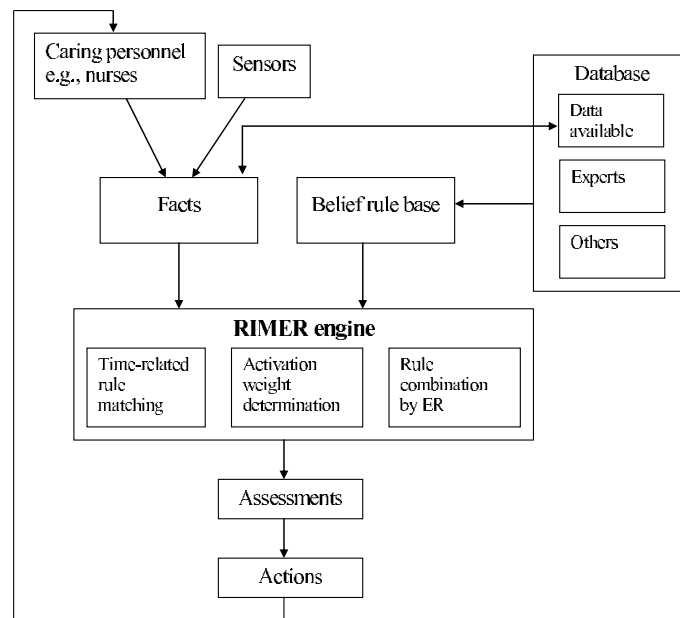 Caring personnel
e.g., nurses
Sensors
Database
Data
available
Experts
Others
Facts
Belief rule base
RIMER engine
Time-related
rule
matching
Activation
weight
determination
Rule
combination
by ER
Assessments
Actions